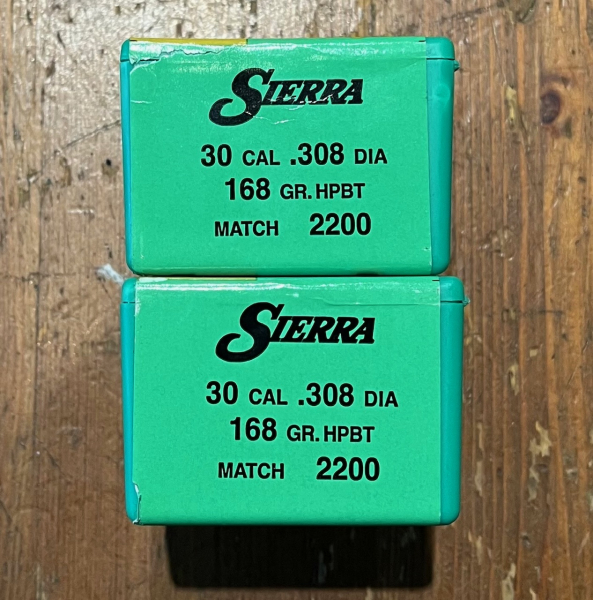 SIERRA
30 CAL .308 DIA
168 GR. HPBT
MATCH 2200
SIERRA
30 CAL .308 DIA
168 GR. HPBT
MATCH 2200